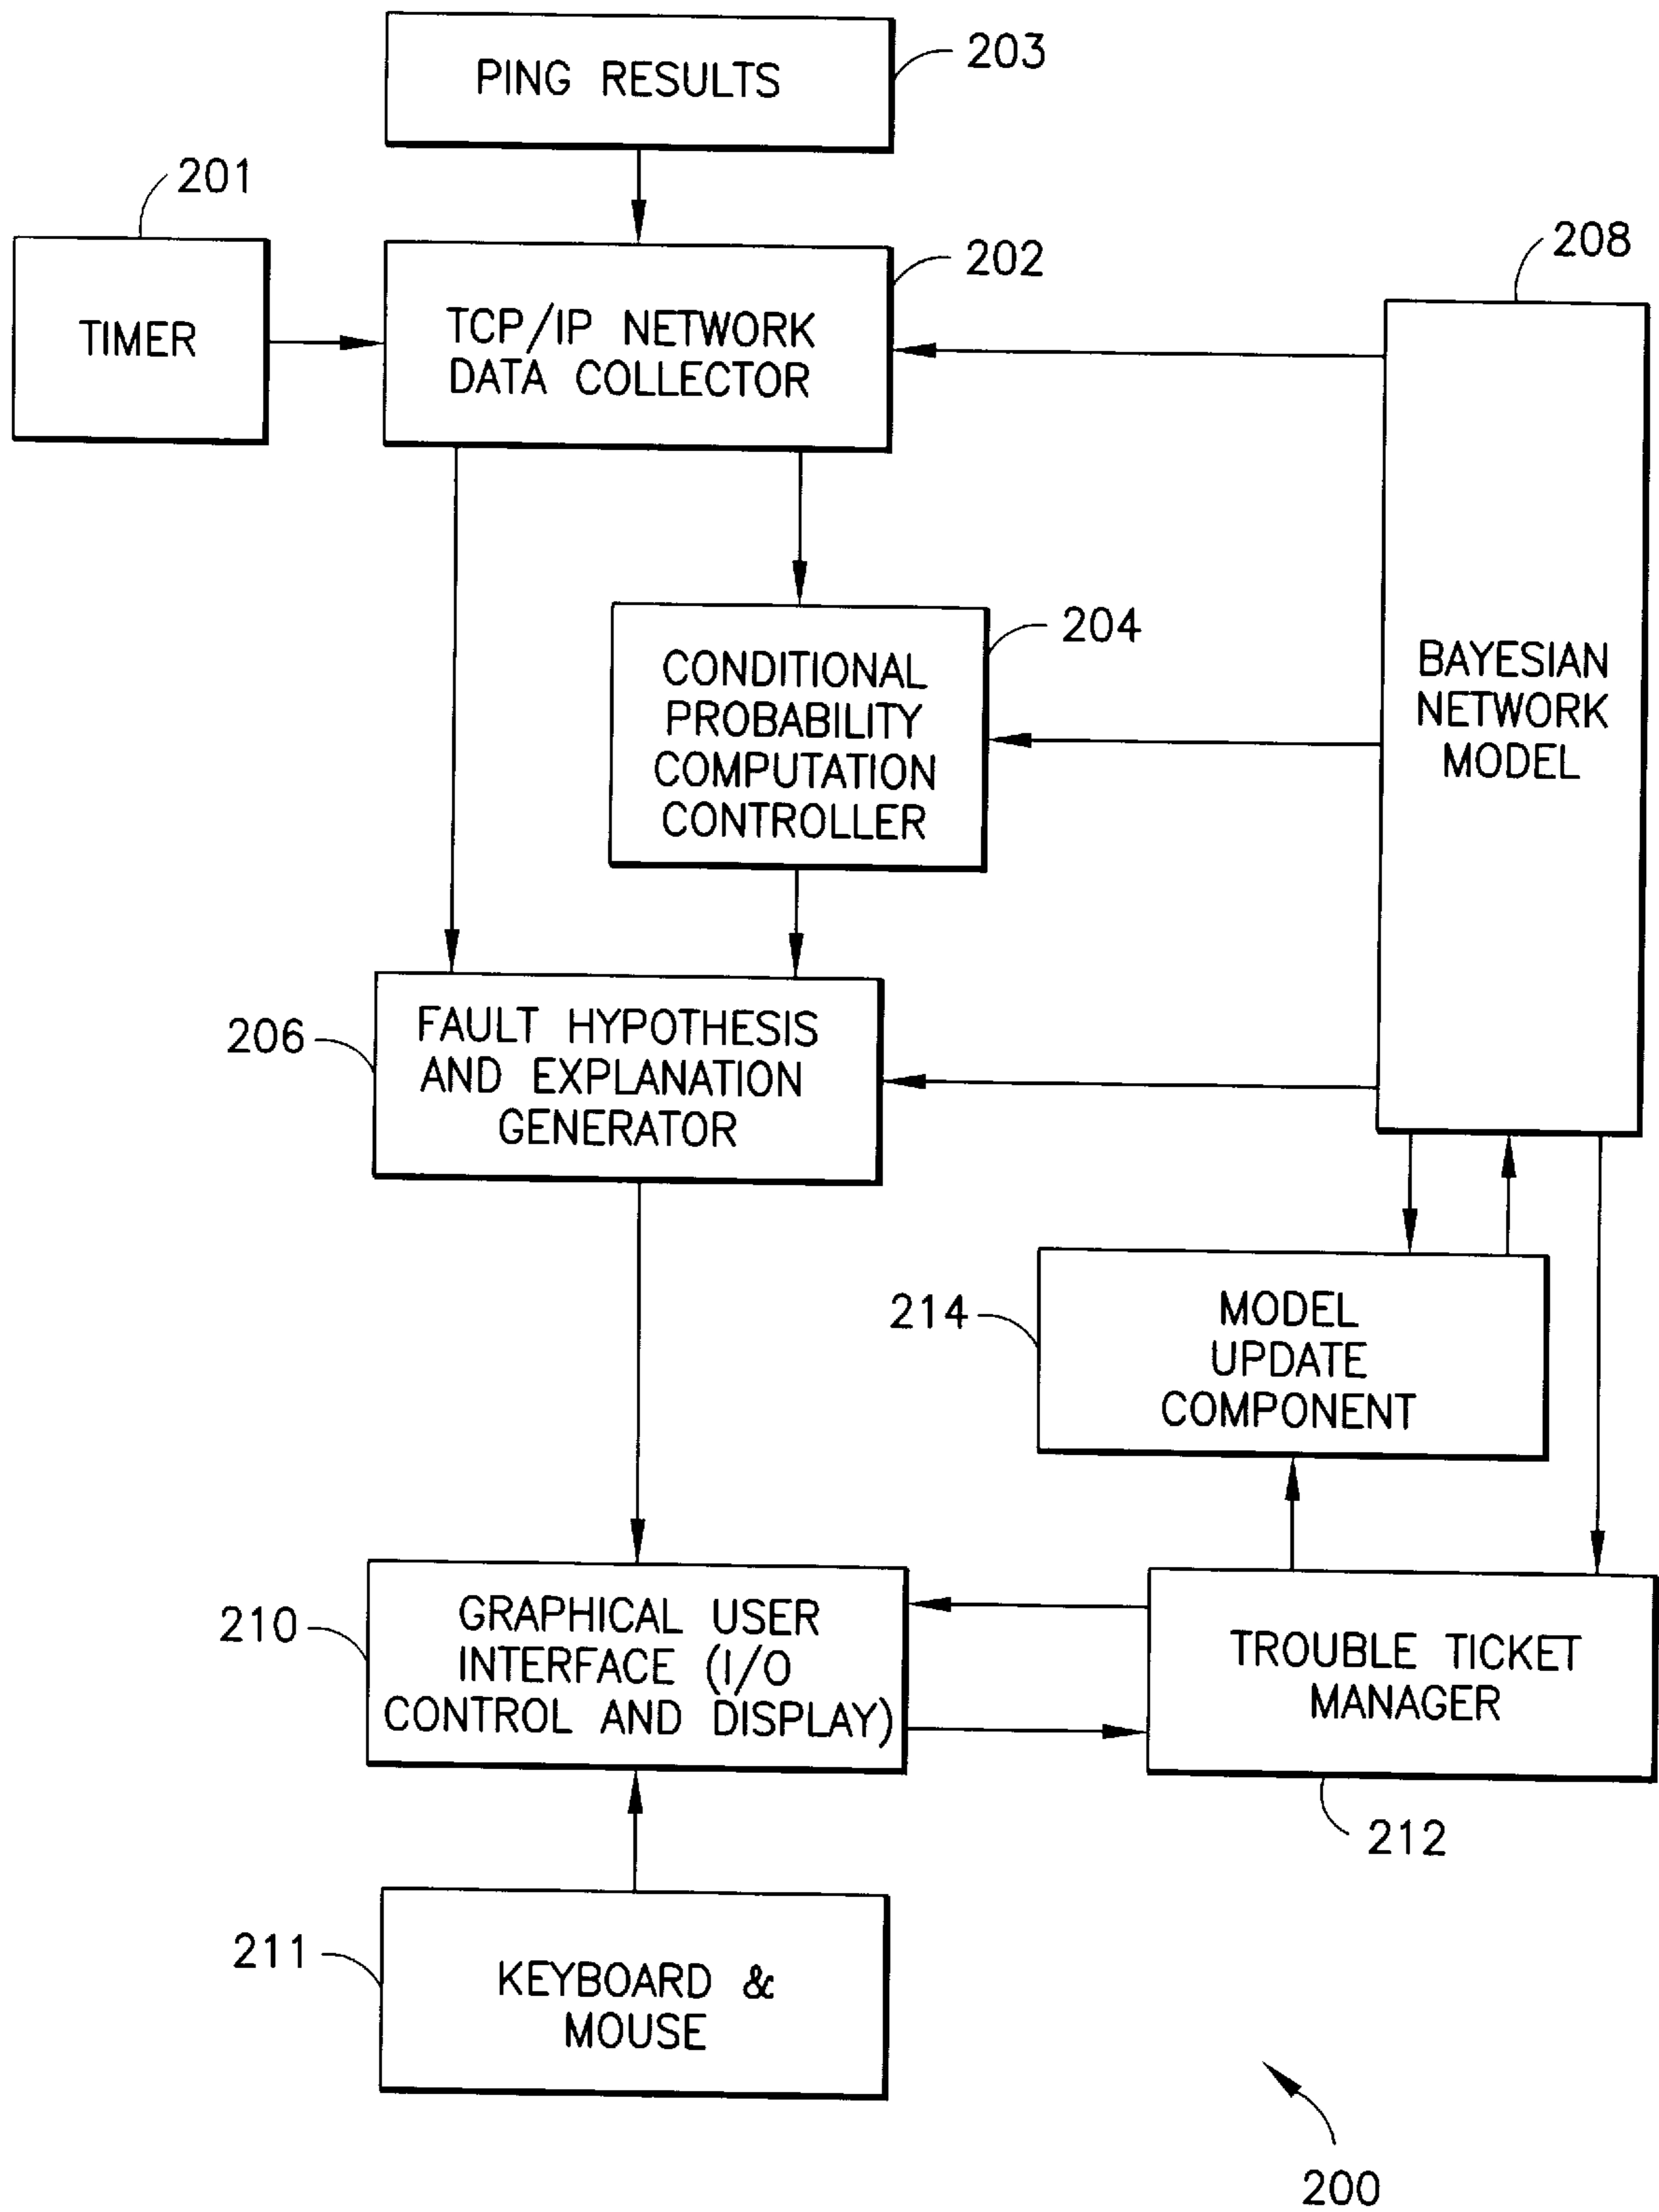 203
PING RESULTS
201
202
208
TIMER
TCP/IP NETWORK
DATA COLLECTOR
204
CONDITIONAL
PROBABILITY
COMPUTATION
CONTROLLER
BAYESIAN
NETWORK
MODEL
206
FAULT HYPOTHESIS
AND EXPLANATION
GENERATOR
214
MODEL
UPDATE
COMPONENT
210
GRAPHICAL USER
INTERFACE (I/O
CONTROL AND DISPLAY)
TROUBLE TICKET
MANAGER
212
211
KEYBOARD &
MOUSE
200